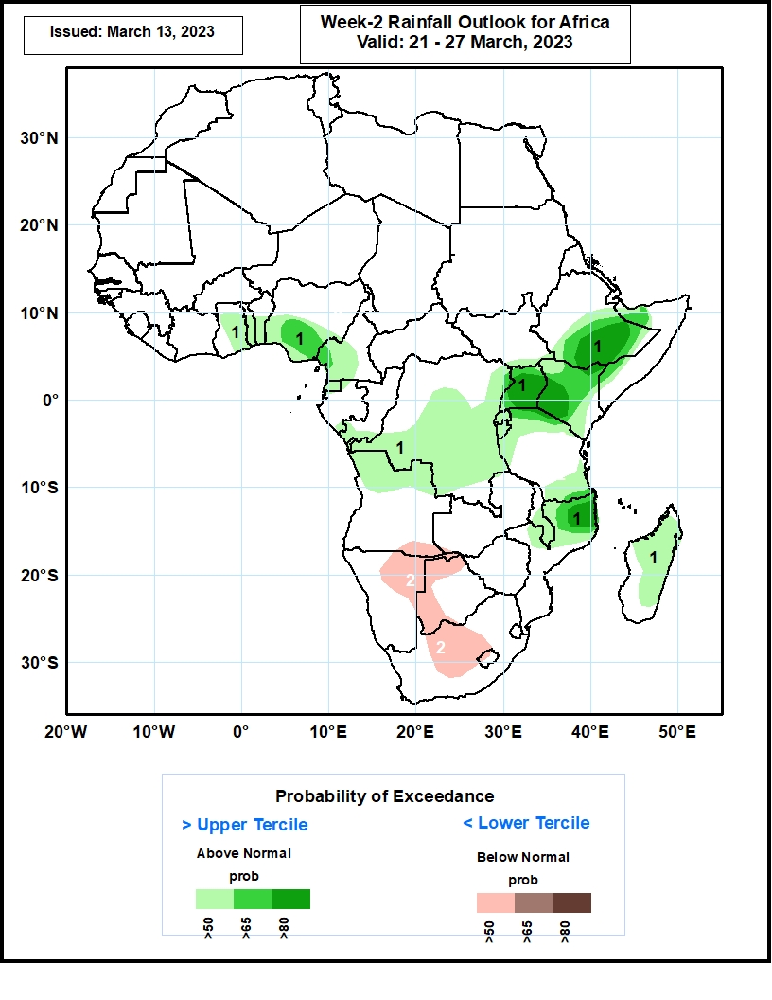 Issued: March 13, 2023
Week-2 Rainfall Outlook for Africa
Valid: 21 - 27 March, 2023
30°N
20°N
10°N
0°
10°S
20°S
30°S
1
1
1
1
1
1
1
2
2
20°W
10°W
0°
10°E
20°E
30°E
40°E
50°E
Probability of Exceedance
> Upper Tercile
< Lower Tercile
Above Normal
Below Normal
prob
prob
>50
>65
>80
>50
>65
>80